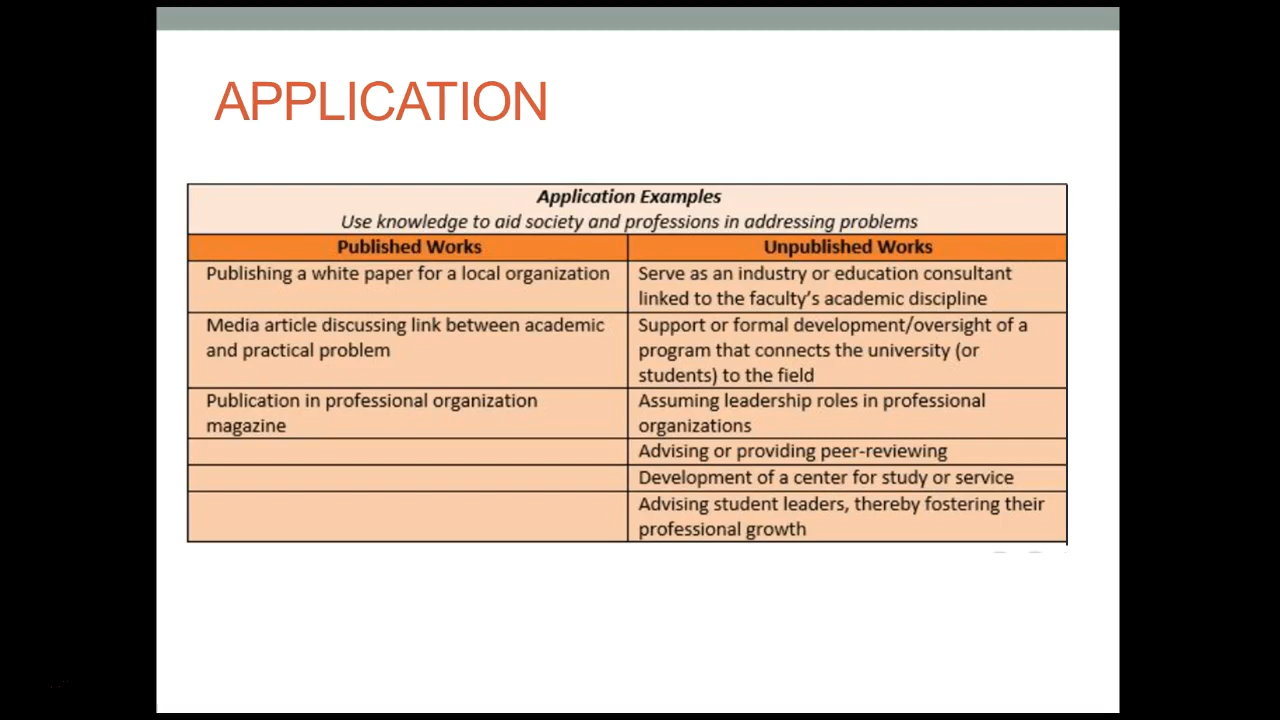 APPLICATION
Application Examples
Use knowledge to aid society and professions in addressing problems
Published Works
Unpublished Works
Publishing a white paper for a local organization
Serve as an industry or education consultant
linked to the faculty's academic discipline
Media article discussing link between academic
and practical problem
Support or formal development/oversight of a
program that connects the university (or
students) to the field
Publication in professional organization
magazine
Assuming leadership roles in professional
organizations
Advising or providing peer-reviewing
Development of a center for study or service
Advising student leaders, thereby fostering their
professional growth